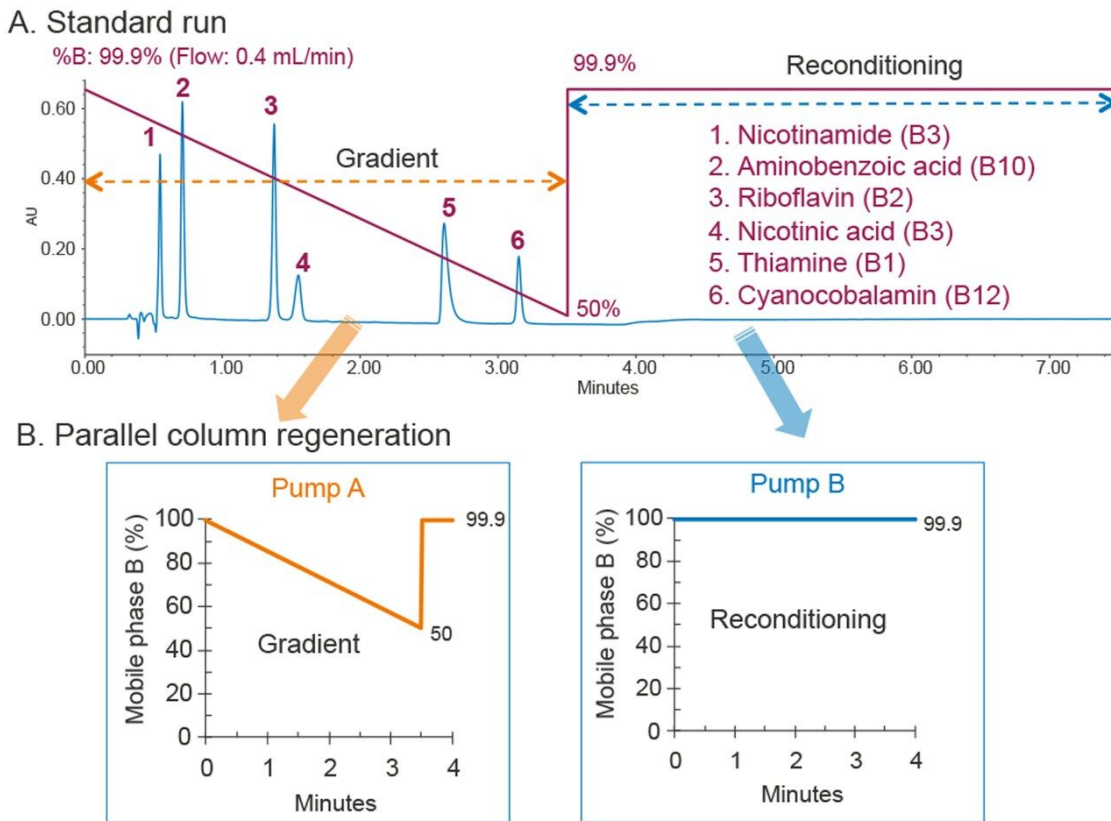 A. Standard run
%B: 99.9% (Flow: 0.4 mL/min)
99.9%
Reconditioning
Gradient
1
2
3
4
5
6
1. Nicotinamide (B3)
2. Aminobenzoic acid (B10)
3. Riboflavin (B2)
4. Nicotinic acid (B3)
5. Thiamine (B1)
6. Cyanocobalamin (B12)
50%
AU
0.60
0.40
0.20
0.00
0.00 1.00 2.00 3.00 4.00 5.00 6.00 7.00
Minutes
B. Parallel column regeneration
Pump A
Mobile phase B (%)
100
80
60
40
20
0
99.9
50
Gradient
0 1 2 3 4
Minutes
Pump B
Mobile phase B (%)
100
80
60
40
20
0
99.9
Reconditioning
0 1 2 3 4
Minutes